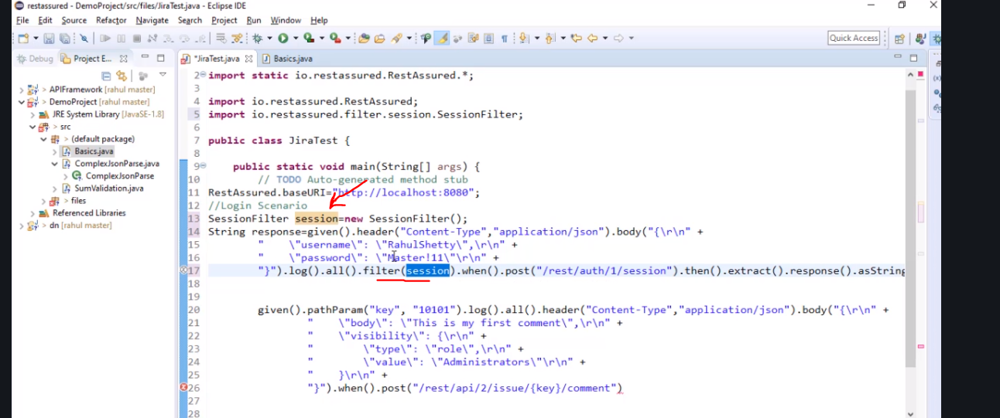 restassured - DemoProject/src/files/JiraTest.java - Eclipse IDE
File Edit Source Refactor Navigate Search Project Run Window Help
Quick Access
Debug Project E... *JiraTest.java Basics.java
> APIFramework [rahul master]
> DemoProject [rahul master]
JRE System Library [JavaSE-1.8]
> src
> (default package)
> Basics.java
> ComplexJsonParse.java
> ComplexJsonParse
> SumValidation.java
> files
Referenced Libraries
> dn [rahul master]
2 import static io.restassured.RestAssured.*;
3
4 import io.restassured.RestAssured;
5 import io.restassured.filter.session.SessionFilter;
6
7 public class JiraTest {
8
9 public static void main(String[] args) {
10 // TODO Auto-generated method stub
11 RestAssured.baseURI="http://localhost:8080";
12 //Login Scenario
13 SessionFilter session=new SessionFilter();
14 String response=given().header("Content-Type","application/json").body("{\r\n" +
15 " \"username\": \"RahulShetty\",\r\n" +
16 " \"password\": \"Master!11\"\r\n" +
17 "}").log().all().filter(session).when().post("/rest/auth/1/session").then().extract().response().asString
18
19
20 given().pathParam("key", "10101").log().all().header("Content-Type","application/json").body("{\r\n" +
21 " \"body\": \"This is my first comment\",\r\n" +
22 " \"visibility\": {\r\n" +
23 " \"type\": \"role\",\r\n" +
24 " \"value\": \"Administrators\"\r\n" +
25 " }\r\n" +
26 "}").when().post("/rest/api/2/issue/{key}/comment")
27
28